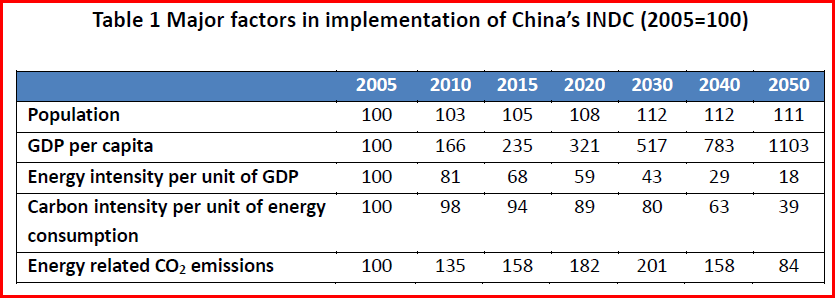 Table 1 Major factors in implementation of China’s INDC (2005=100)
2005 2010 2015 2020 2030 2040 2050
Population 100 103 105 108 112 112 111
GDP per capita 100 166 235 321 517 783 1103
Energy intensity per unit of GDP 100 81 68 59 43 29 18
Carbon intensity per unit of energy 100 98 94 89 80 63 39
consumption
Energy related CO₂ emissions 100 135 158 182 201 158 84